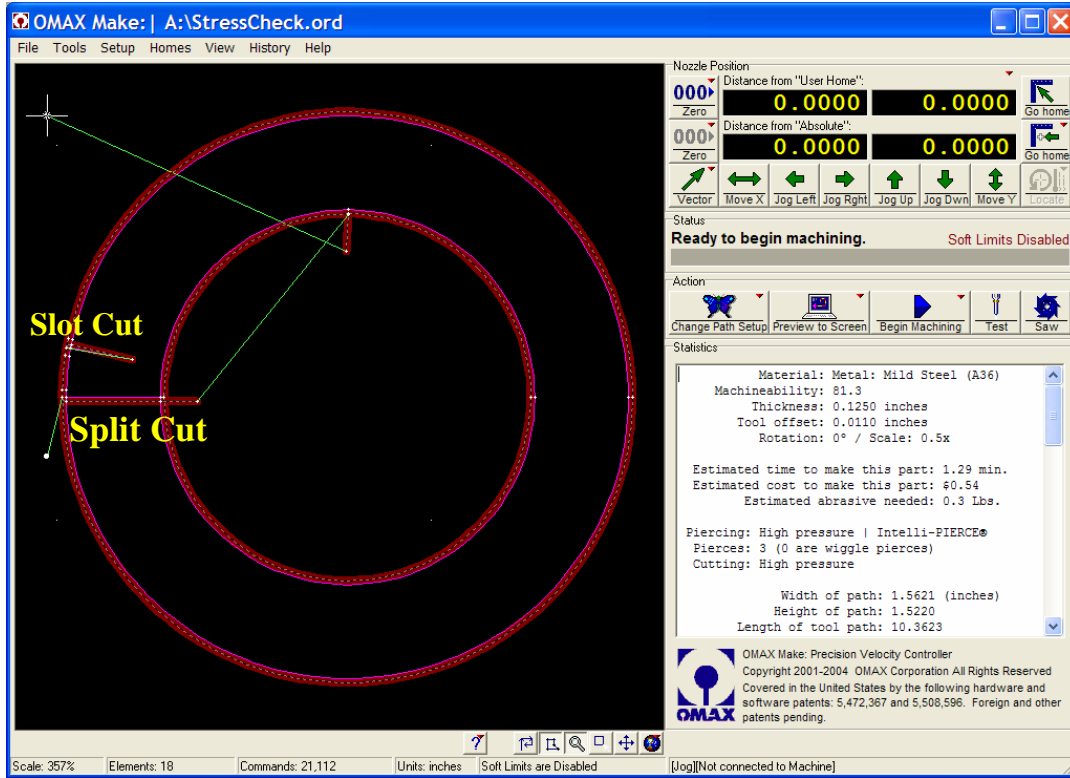 OMAX Make:| A:\StressCheck.ord
File Tools Setup Homes View History Help
Slot Cut
Split Cut
Nozzle Position
000
Zero
Distance from "User Home":
0.0000 0.0000
Go home
000
Zero
Distance from "Absolute":
0.0000 0.0000
Go home
Vector Move X Jog Left Jog Rght Jog Up Jog Dwn Move Y Locate
Status
Ready to begin machining. Soft Limits Disabled
Action
Change Path Setup Preview to Screen Begin Machining Test Saw
Statistics
Material: Metal: Mild Steel (A36)
Machineability: 81.3
Thickness: 0.1250 inches
Tool offset: 0.0110 inches
Rotation: 0° / Scale: 0.5x
Estimated time to make this part: 1.29 min.
Estimated cost to make this part: $0.54
Estimated abrasive needed: 0.3 Lbs.
Piercing: High pressure | Intelli-PIERCE®
Pierces: 3 (0 are wiggle pierces)
Cutting: High pressure
Width of path: 1.5621 (inches)
Height of path: 1.5220
Length of tool path: 10.3623
OMAX
OMAX Make: Precision Velocity Controller
Copyright 2001-2004 OMAX Corporation All Rights Reserved
Covered in the United States by the following hardware and
software patents: 5,472,367 and 5,508,596. Foreign and other
patents pending.
?
Scale: 357% Elements: 18 Commands: 21,112 Units: inches Soft Limits are Disabled [Jog][Not connected to Machine]